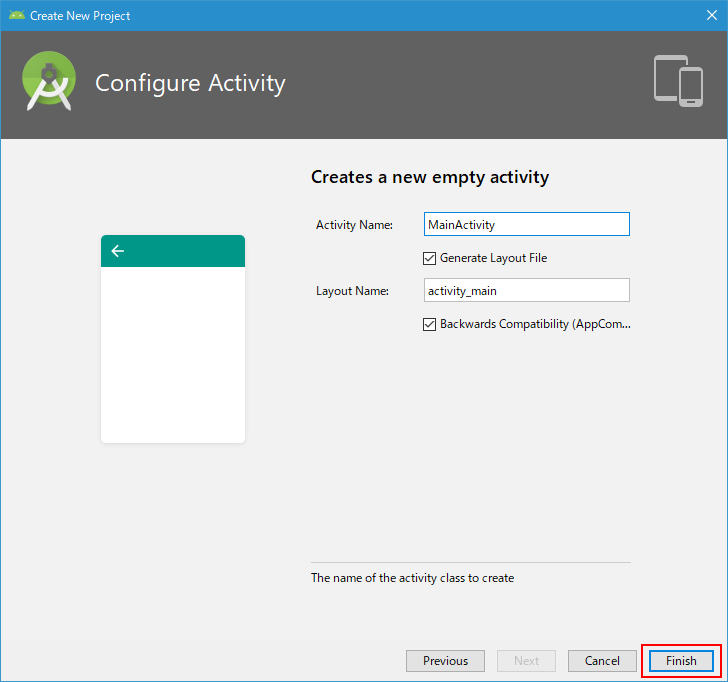 Create New Project
Configure Activity
Creates a new empty activity
Activity Name: MainActivity
Generate Layout File
Layout Name: activity_main
Backwards Compatibility (AppCom...
The name of the activity class to create
Previous Next Cancel Finish